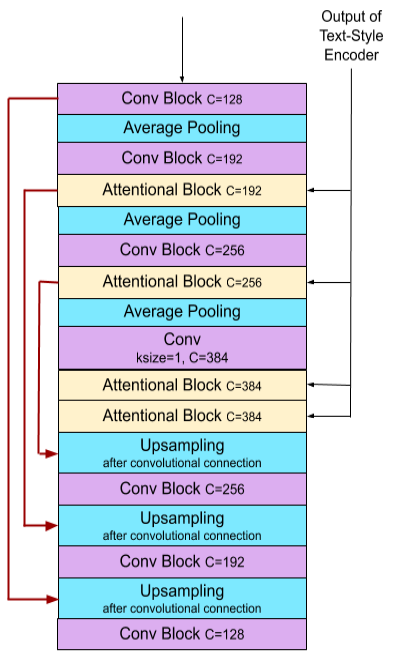 Output of
Text-Style
Encoder
Conv Block C=128
Average Pooling
Conv Block C=192
Attentional Block C=192
Average Pooling
Conv Block C=256
Attentional Block C=256
Average Pooling
Conv
ksize=1, C=384
Attentional Block C=384
Attentional Block C=384
Upsampling
after convolutional connection
Conv Block C=256
Upsampling
after convolutional connection
Conv Block C=192
Upsampling
after convolutional connection
Conv Block C=128